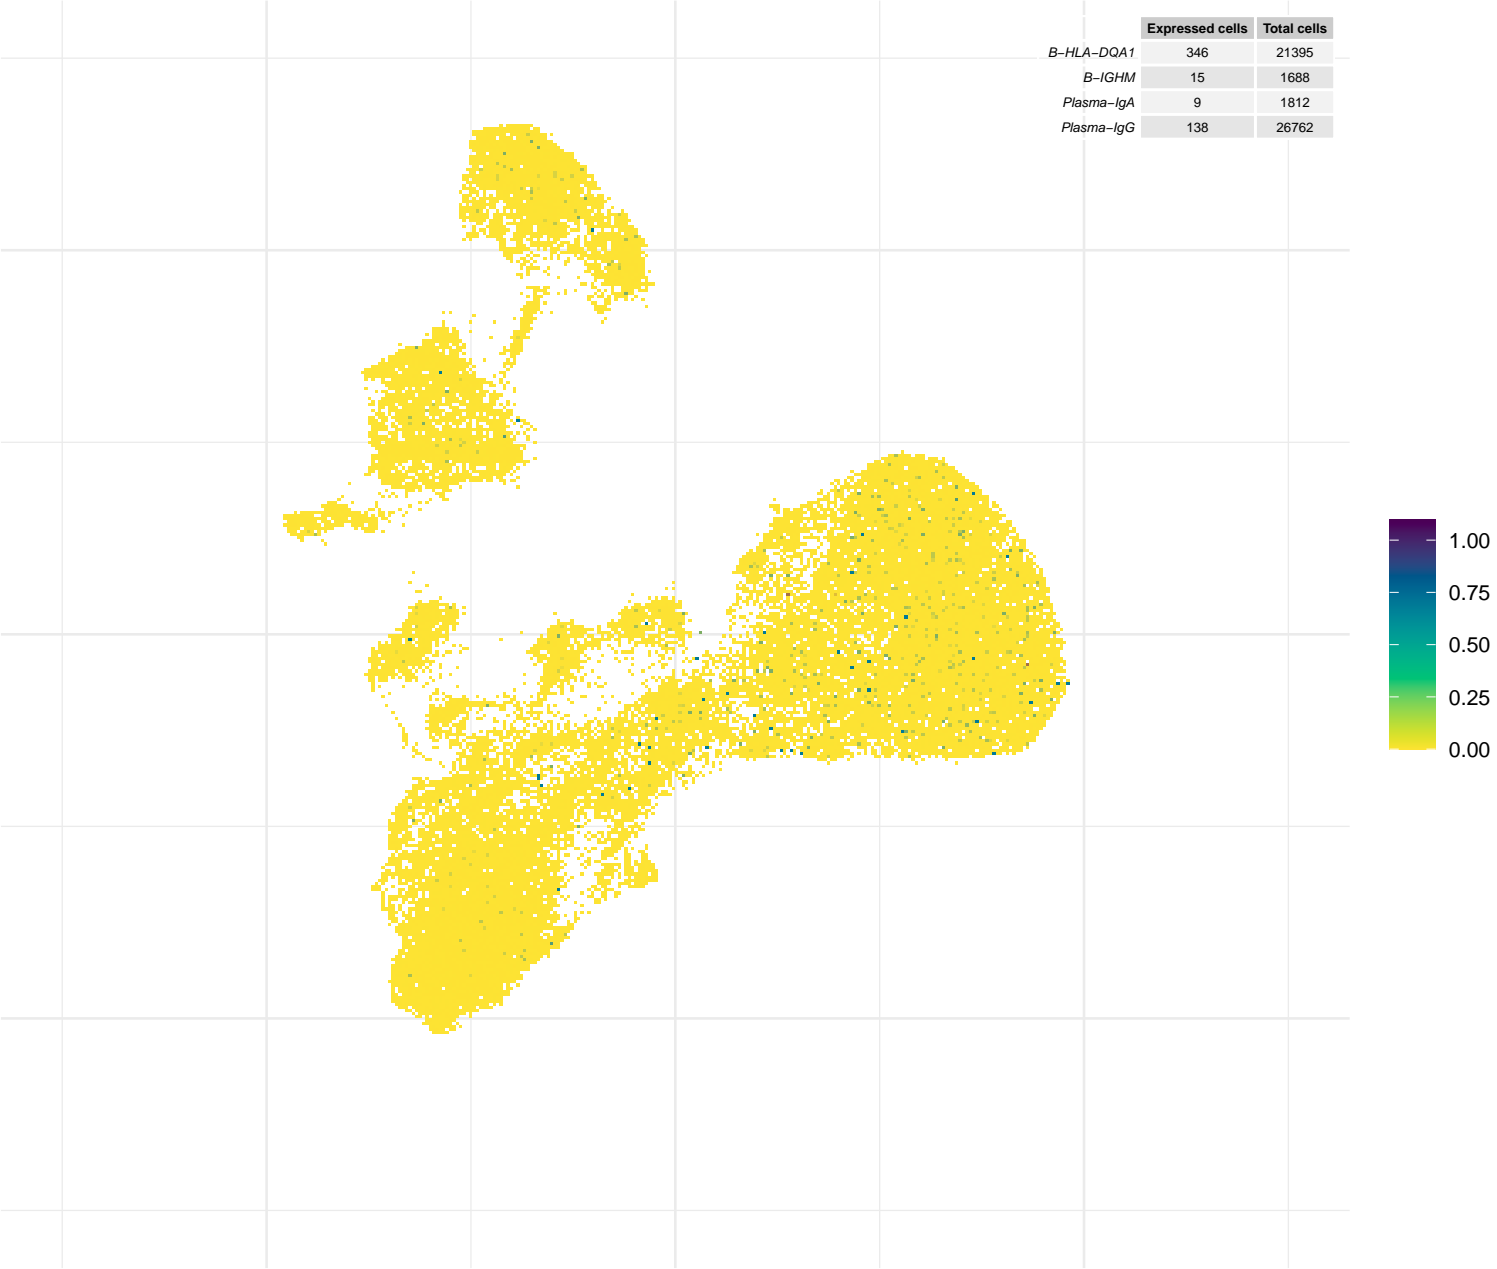 Expressed cells Total cells
B−HLA−DQA1 346 21395
B−IGHM 15 1688
Plasma−IgA 9 1812
Plasma−IgG 138 26762
1.00
0.75
0.50
0.25
0.00